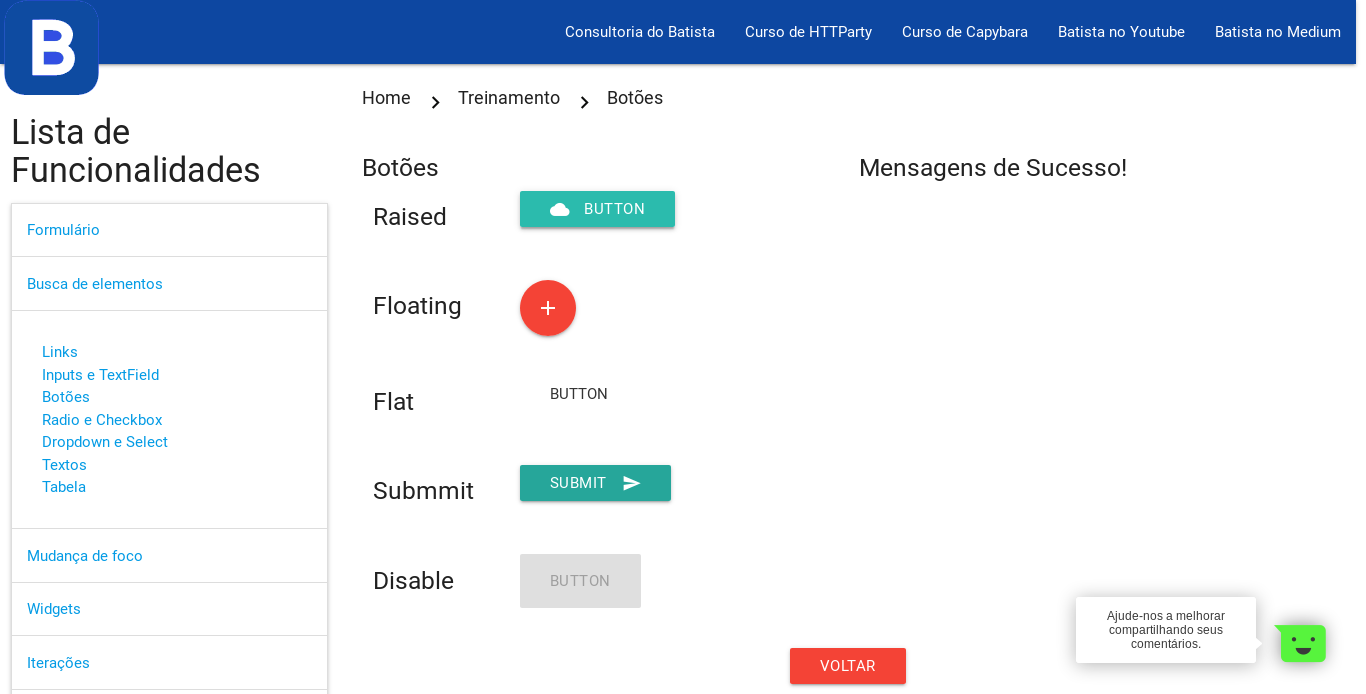 B
Consultoria do Batista Curso de HTTParty Curso de Capybara Batista no Youtube Batista no Medium
Home Treinamento Botões
Lista de
Funcionalidades
Formulário
Busca de elementos
Links
Inputs e TextField
Botões
Radio e Checkbox
Dropdown e Select
Textos
Tabela
Mudança de foco
Widgets
Iterações
Botões
Raised BUTTON
Floating
Flat BUTTON
Submmit SUBMIT
Disable BUTTON
VOLTAR
Mensagens de Sucesso!
Ajude-nos a melhorar
compartilhando seus
comentários.